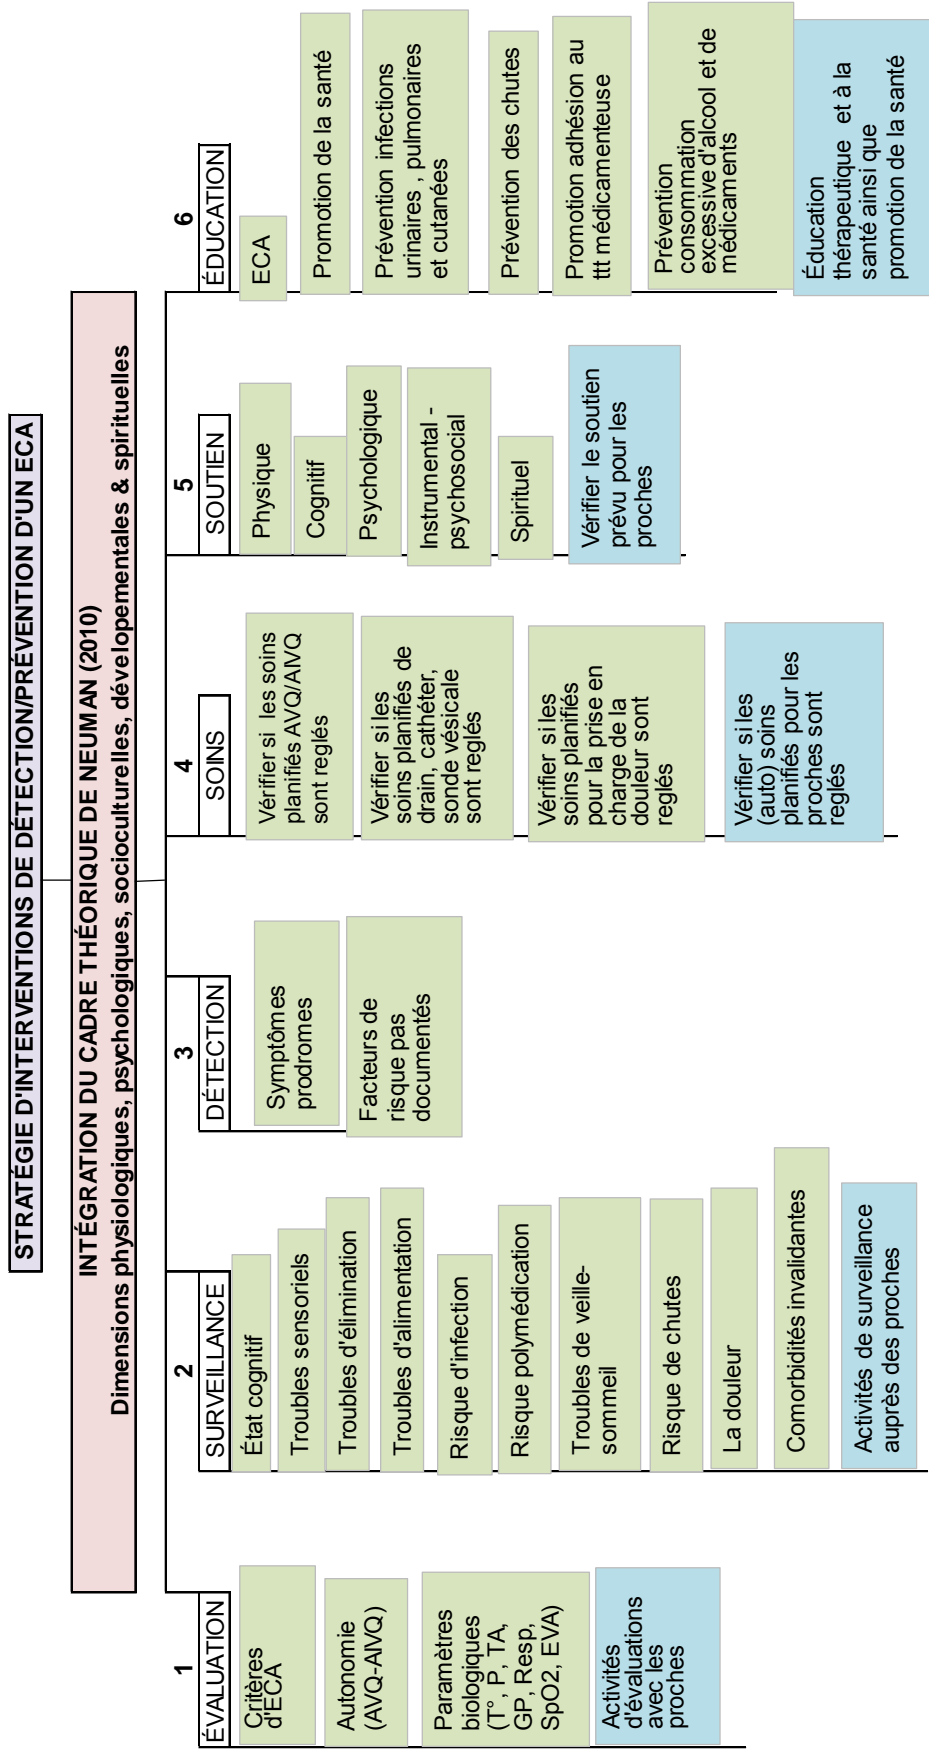 STRATÉGIE D'INTERVENTIONS DE DÉTECTION/PRÉVENTION D'UN ECA
INTÉGRATION DU CADRE THÉORIQUE DE NEUMAN (2010)
Dimensions physiologiques, psychologiques, socioculturelles, dévelopementales & spirituelles
1
ÉVALUATION
Critères
d'ECA
Autonomie
(AVQ-AIVQ)
Paramètres
biologiques
(T°, P, TA,
GP, Resp,
SpO2, EVA)
Activités
d'évaluations
avec les
proches
2
SURVEILLANCE
État cognitif
Troubles sensoriels
Troubles d'élimination
Troubles d'alimentation
Risque d'infection
Risque polymédication
Troubles de veille-
sommeil
Risque de chutes
La douleur
Comorbidités invalidantes
Activités de surveillance
auprès des proches
3
DÉTECTION
Symptômes
prodromes
Facteurs de
risque pas
documentés
4
SOINS
Vérifier si les soins
planifiés AVQ/AIVQ
sont reglés
Vérifier si les
soins planifiés de
drain, cathéter,
sonde vésicale
sont reglés
Vérifier si les
soins planifiés
pour la prise en
charge de la
douleur sont
reglés
Vérifier si les
(auto) soins
planifiés pour les
proches sont
reglés
5
SOUTIEN
Physique
Cognitif
Psychologique
Instrumental -
psychosocial
Spirituel
Vérifier le soutien
prévu pour les
proches
6
ÉDUCATION
ECA
Promotion de la santé
Prévention infections
urinaires , pulmonaires
et cutanées
Prévention des chutes
Promotion adhésion au
ttt médicamenteuse
Prévention
consommation
excessive d'alcool et de
médicaments
Éducation
thérapeutique et à la
santé ainsi que
promotion de la santé